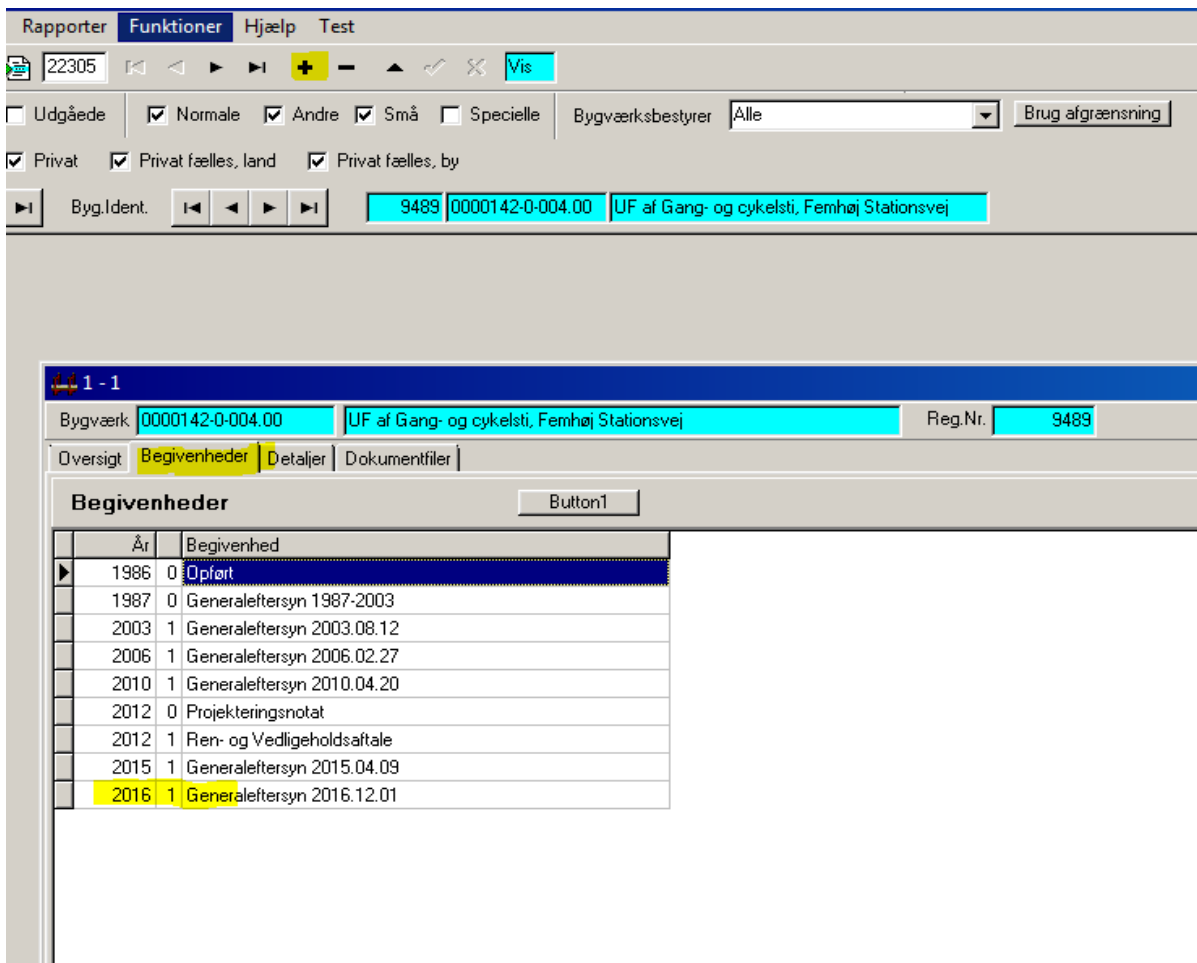 Rapporter Funktioner Hjælp Test
22305 Vis
Udgåede Normale Andre Små Specielle Bygværksbestyrer Alle Brug afgrænsning
Privat Privat fælles, land Privat fælles, by
Byg.Ident. 9489 0000142-0-004.00 UF af Gang- og cykelsti, Femhøj Stationsvej
1 - 1
Bygværk 0000142-0-004.00 UF af Gang- og cykelsti, Femhøj Stationsvej Reg.Nr. 9489
Oversigt Begivenheder Detaljer Dokumentfiler
Begivenheder Button1
År Begivenhed
1986 0 Opført
1987 0 Generaleftersyn 1987-2003
2003 1 Generaleftersyn 2003.08.12
2006 1 Generaleftersyn 2006.02.27
2010 1 Generaleftersyn 2010.04.20
2012 0 Projekteringsnotat
2012 1 Ren- og Vedligeholdsaftale
2015 1 Generaleftersyn 2015.04.09
2016 1 Generaleftersyn 2016.12.01